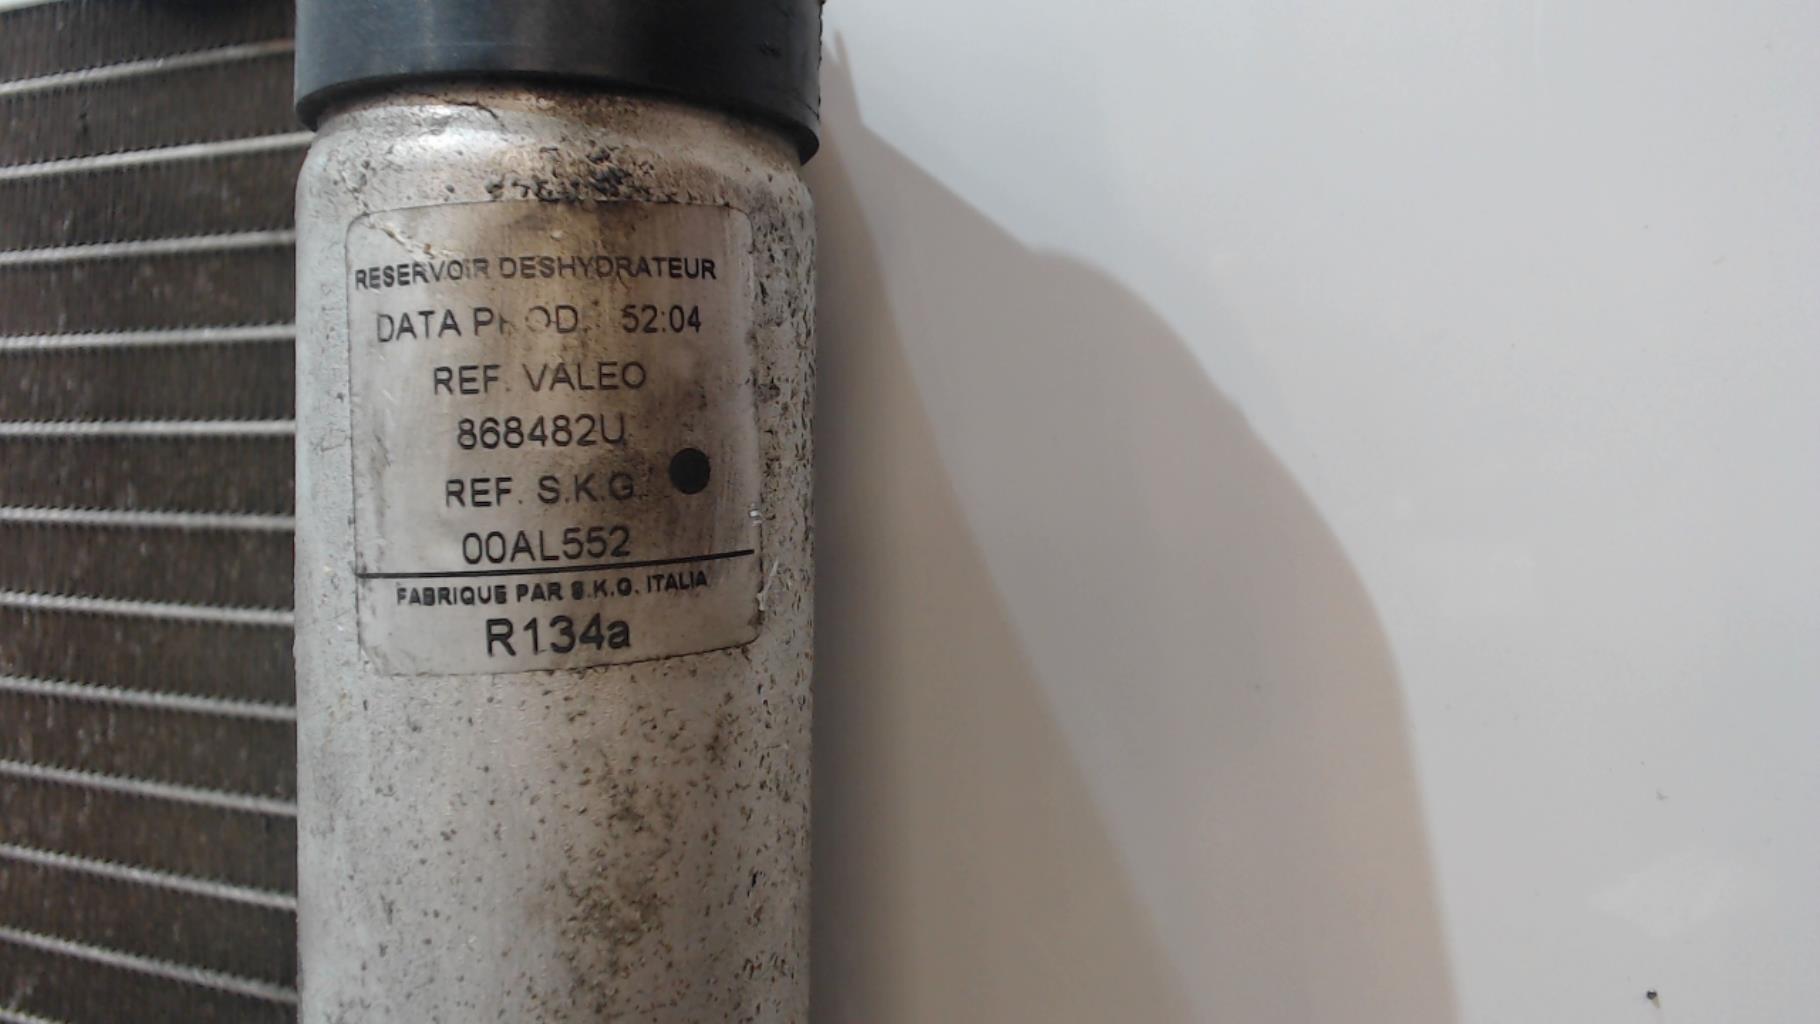 RESERVOIR DESHYDRATEUR
DATA PROD. 52:04
REF. VALEO
868482U
REF. S.K.G.
00AL552
FABRIQUE PAR S.K.G. ITALIA
R134a